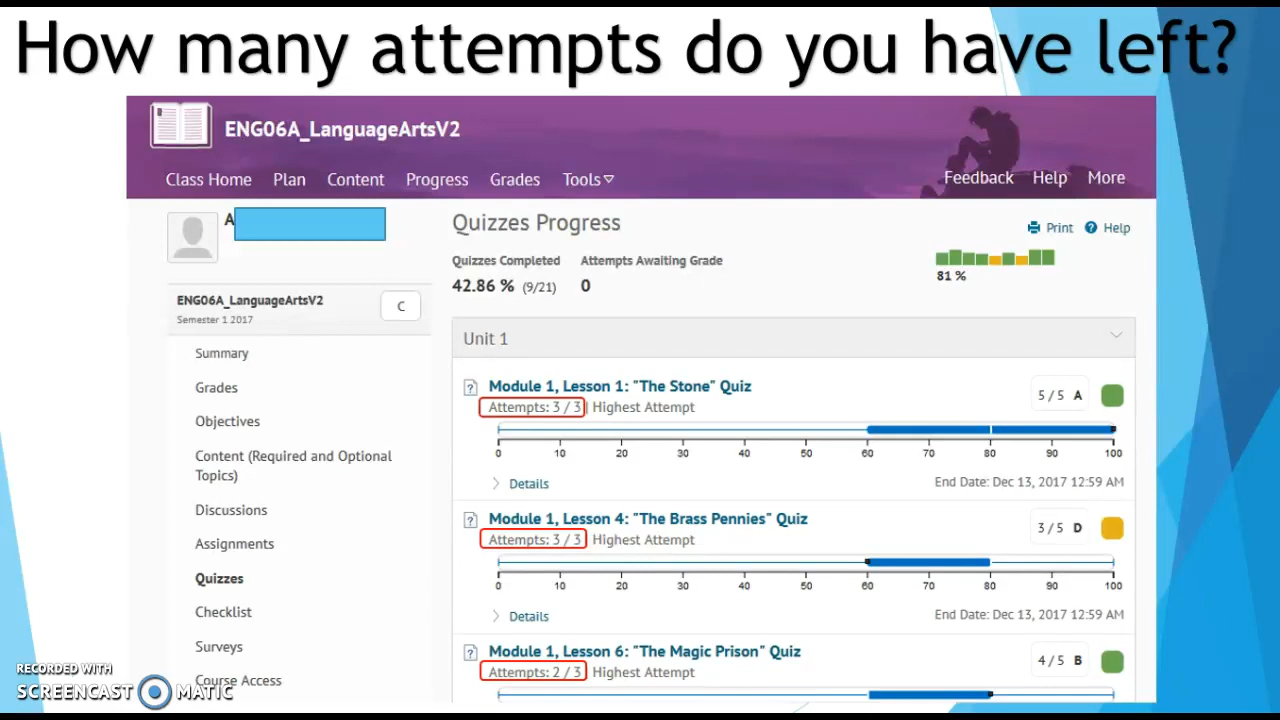 How many attempts do you have left?
ENG06A_LanguageArtsV2
Class Home Plan Content Progress Grades Tools Feedback Help More
A
Quizzes Progress
Print Help
Quizzes Completed Attempts Awaiting Grade
42.86 % (9/21) 0
81 %
ENG06A_LanguageArtsV2
Semester 1 2017
C
Summary
Grades
Objectives
Content (Required and Optional
Topics)
Discussions
Assignments
Quizzes
Checklist
Surveys
Course Access
Unit 1
Module 1, Lesson 1: "The Stone" Quiz
Attempts: 3 / 3 Highest Attempt
5 / 5 A
0 10 20 30 40 50 60 70 80 90 100
Details
End Date: Dec 13, 2017 12:59 AM
Module 1, Lesson 4: "The Brass Pennies" Quiz
Attempts: 3 / 3 Highest Attempt
3 / 5 D
0 10 20 30 40 50 60 70 80 90 100
Details
End Date: Dec 13, 2017 12:59 AM
Module 1, Lesson 6: "The Magic Prison" Quiz
Attempts: 2 / 3 Highest Attempt
4 / 5 B
RECORDED WITH
SCREENCAST MATIC